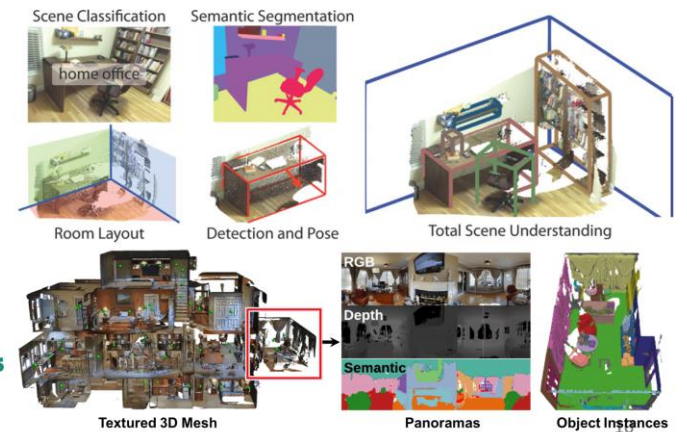 Scene Classification
Semantic Segmentation
home office
Room Layout
Detection and Pose
Total Scene Understanding
RGB
Depth
Semantic
s
Textured 3D Mesh
Panoramas
Object Instances